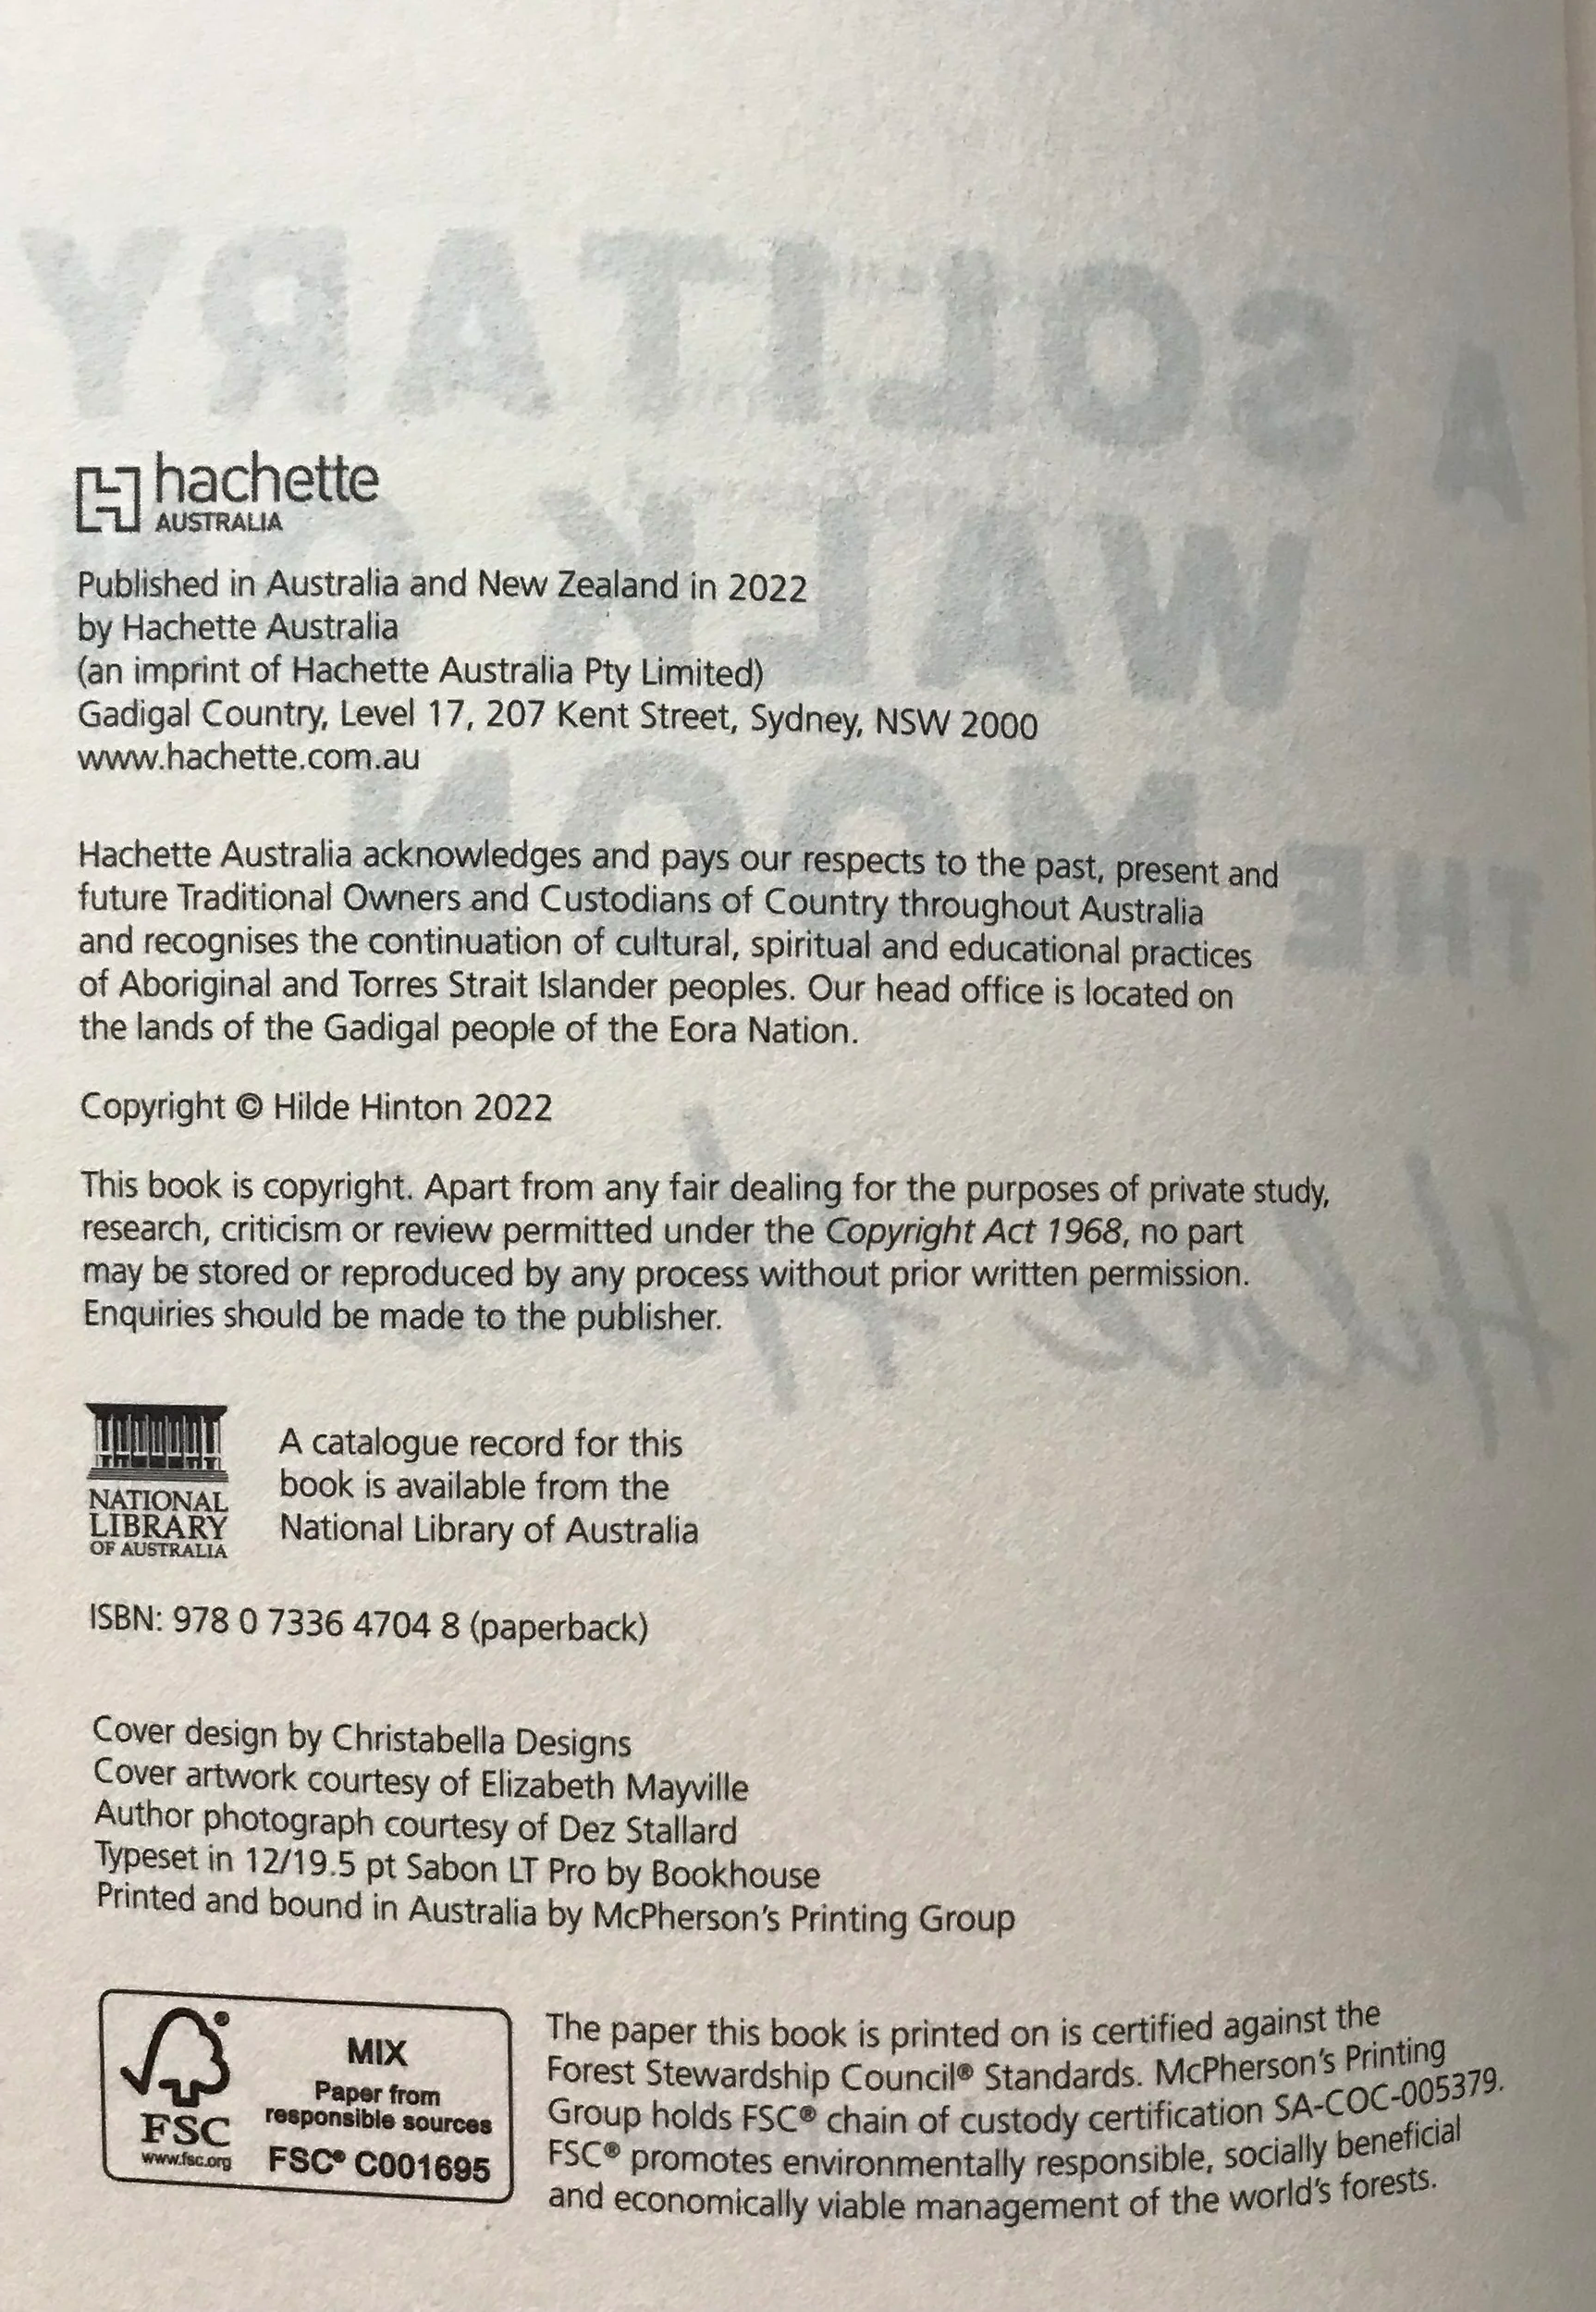 A SOLITARY
WALK ON
THE MOON
Hilde
hachette
AUSTRALIA
Published in Australia and New Zealand in 2022
by Hachette Australia
(an imprint of Hachette Australia Pty Limited)
Gadigal Country, Level 17, 207 Kent Street, Sydney, NSW 2000
www.hachette.com.au
Hachette Australia acknowledges and pays our respects to the past, present and
future Traditional Owners and Custodians of Country throughout Australia
and recognises the continuation of cultural, spiritual and educational practices
of Aboriginal and Torres Strait Islander peoples. Our head office is located on
the lands of the Gadigal people of the Eora Nation.
Copyright © Hilde Hinton 2022
This book is copyright. Apart from any fair dealing for the purposes of private study,
research, criticism or review permitted under the Copyright Act 1968, no part
may be stored or reproduced by any process without prior written permission.
Enquiries should be made to the publisher.
NATIONAL
LIBRARY
OF AUSTRALIA
A catalogue record for this
book is available from the
National Library of Australia
ISBN: 978 0 7336 4704 8 (paperback)
Cover design by Christabella Designs
Cover artwork courtesy of Elizabeth Mayville
Author photograph courtesy of Dez Stallard
Typeset in 12/19.5 pt Sabon LT Pro by Bookhouse
Printed and bound in Australia by McPherson's Printing Group
FSC
www.fsc.org
MIX
Paper from
responsible sources
FSC® C001695
The paper this book is printed on is certified against the
Forest Stewardship Council® Standards. McPherson's Printing
Group holds FSC® chain of custody certification SA-COC-005379.
FSC® promotes environmentally responsible, socially beneficial
and economically viable management of the world's forests.